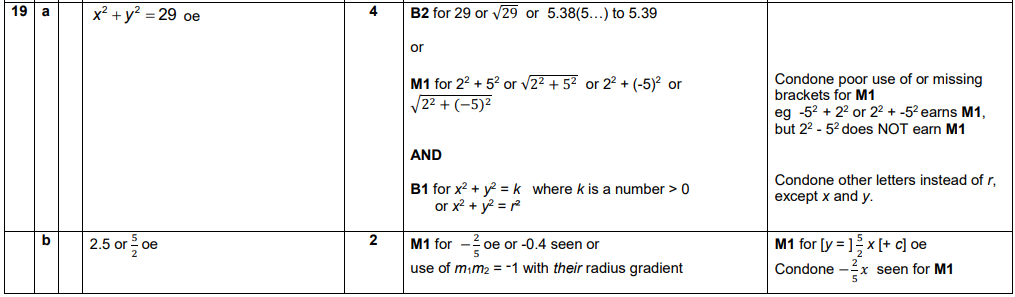 19 a x² + y² = 29 oe 4 B2 for 29 or √29 or 5.38(5...) to 5.39
or
M1 for 2² + 5² or √2² + 5² or 2² + (-5)² or
√2² + (−5)²
Condone poor use of or missing
brackets for M1
eg -5² + 2² or 2² + -5² earns M1,
but 2² - 5² does NOT earn M1
AND
B1 for x² + y² = k where k is a number > 0
or x² + y² = r²
Condone other letters instead of r,
except x and y.
b 2.5 or 5/2 oe 2 M1 for −2/5 oe or -0.4 seen or
use of m₁m₂ = ⁻1 with their radius gradient
M1 for [y = ] 5/2 x [+ c] oe
Condone −2/5 x seen for M1